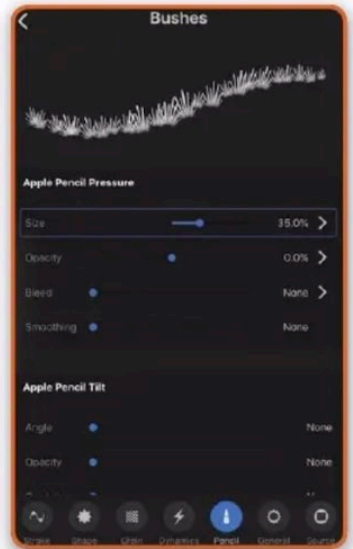 Bushes
Apple Pencil Pressure
Size 35.0%
Opacity 0.0%
Bleed None
Smoothing None
Apple Pencil Tilt
Angle None
Opacity None
Stroke Shape Grain Dynamics Pencil General Source